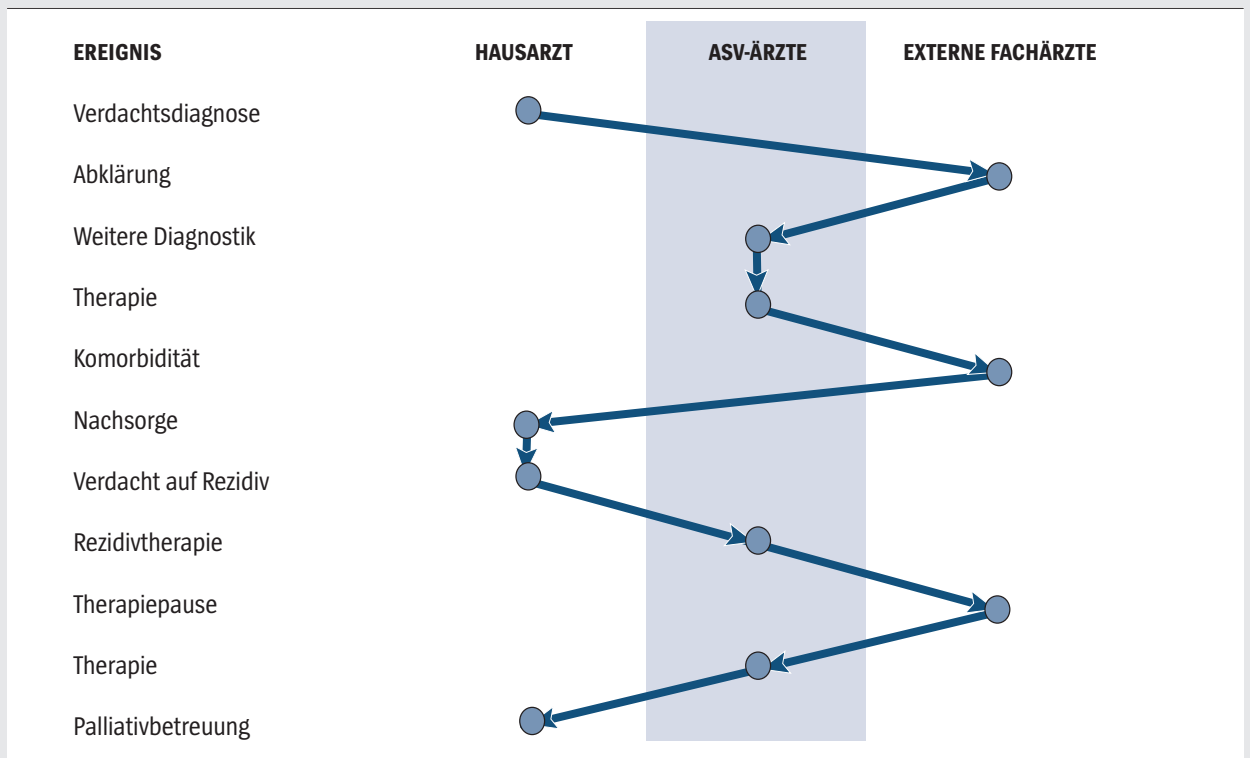 EREIGNIS HAUSARZT ASV-ÄRZTE EXTERNE FACHÄRZTE
Verdachtsdiagnose
Abklärung
Weitere Diagnostik
Therapie
Komorbidität
Nachsorge
Verdacht auf Rezidiv
Rezidivtherapie
Therapiepause
Therapie
Palliativbetreuung